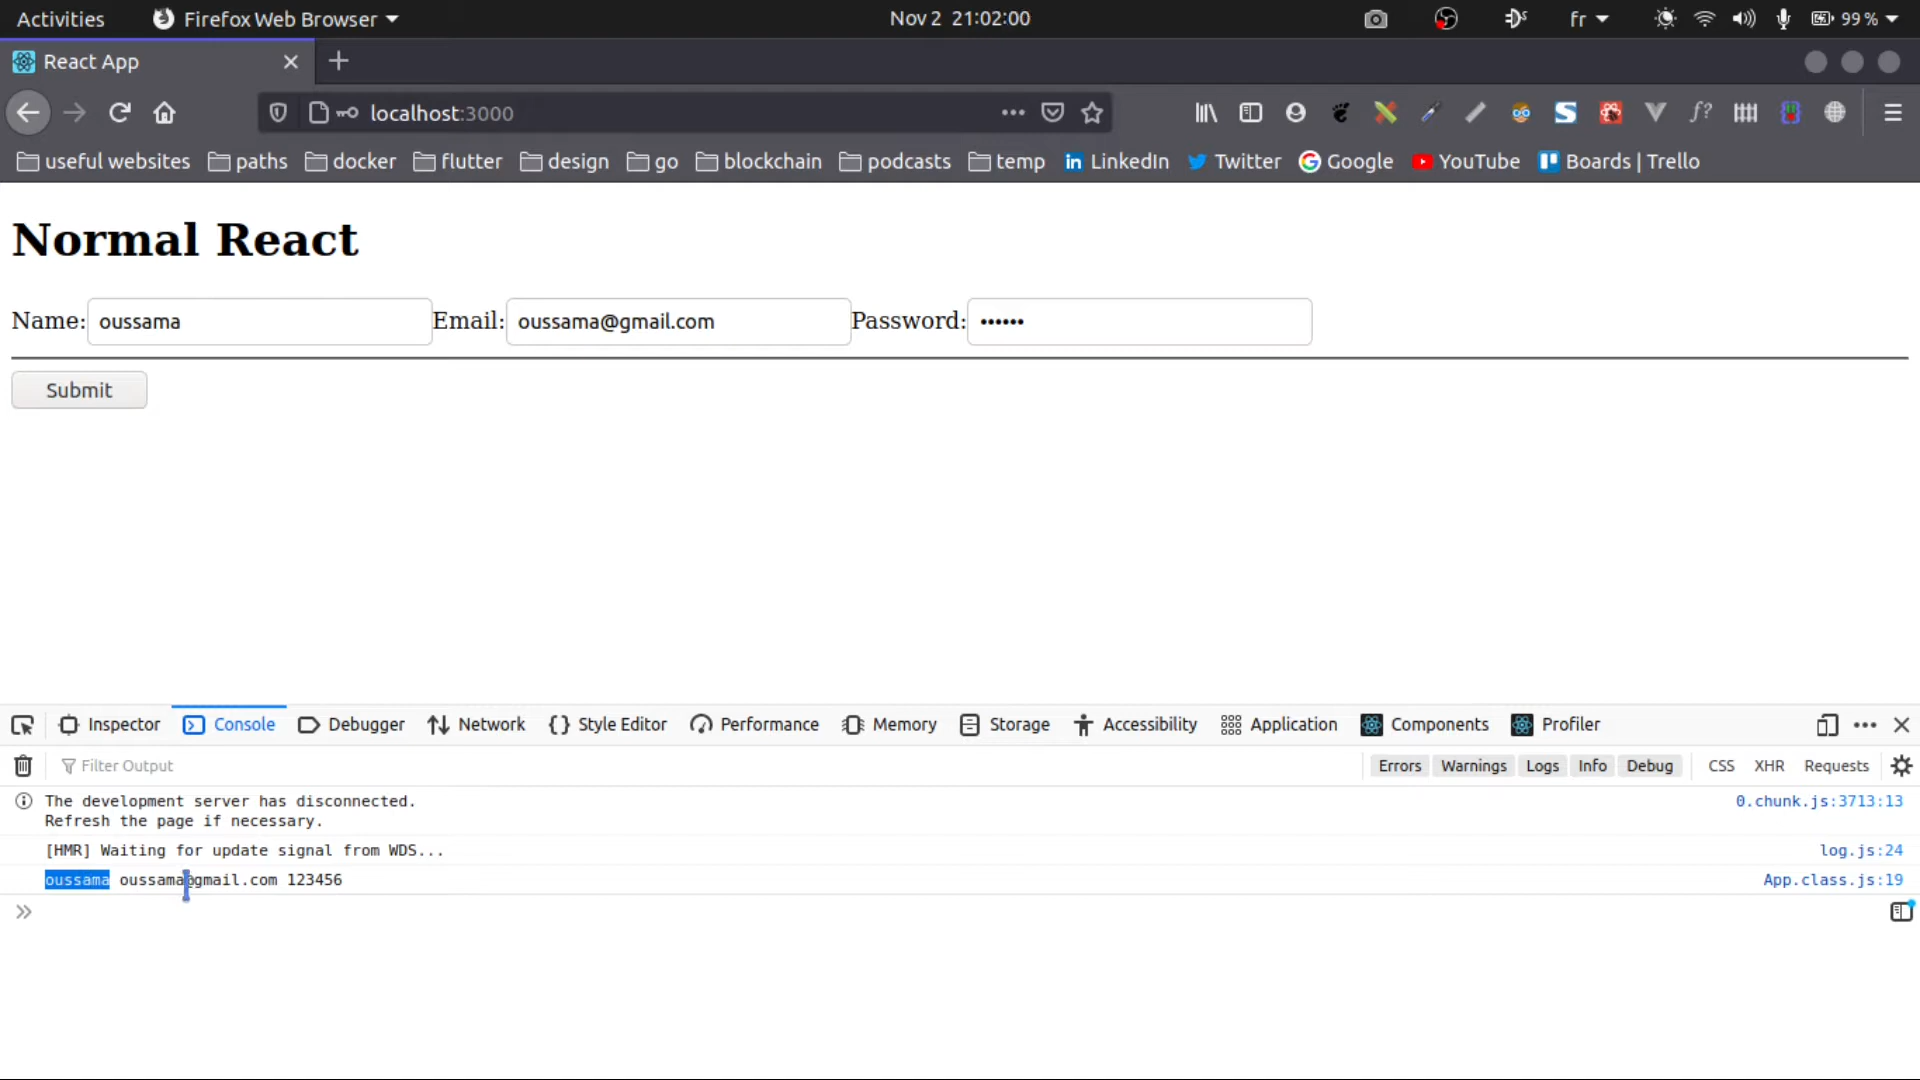 Activities Firefox Web Browser Nov 2 21:02:00 fr 99 %
React App
localhost:3000
useful websites paths docker flutter design go blockchain podcasts temp LinkedIn Twitter Google YouTube Boards | Trello
Normal React
Name: oussama Email: oussama@gmail.com Password: ••••••
Submit
Inspector Console Debugger Network Style Editor Performance Memory Storage Accessibility Application Components Profiler
Filter Output Errors Warnings Logs Info Debug CSS XHR Requests
The development server has disconnected. 0.chunk.js:3713:13
Refresh the page if necessary.
[HMR] Waiting for update signal from WDS... log.js:24
oussama oussama@gmail.com 123456 App.class.js:19